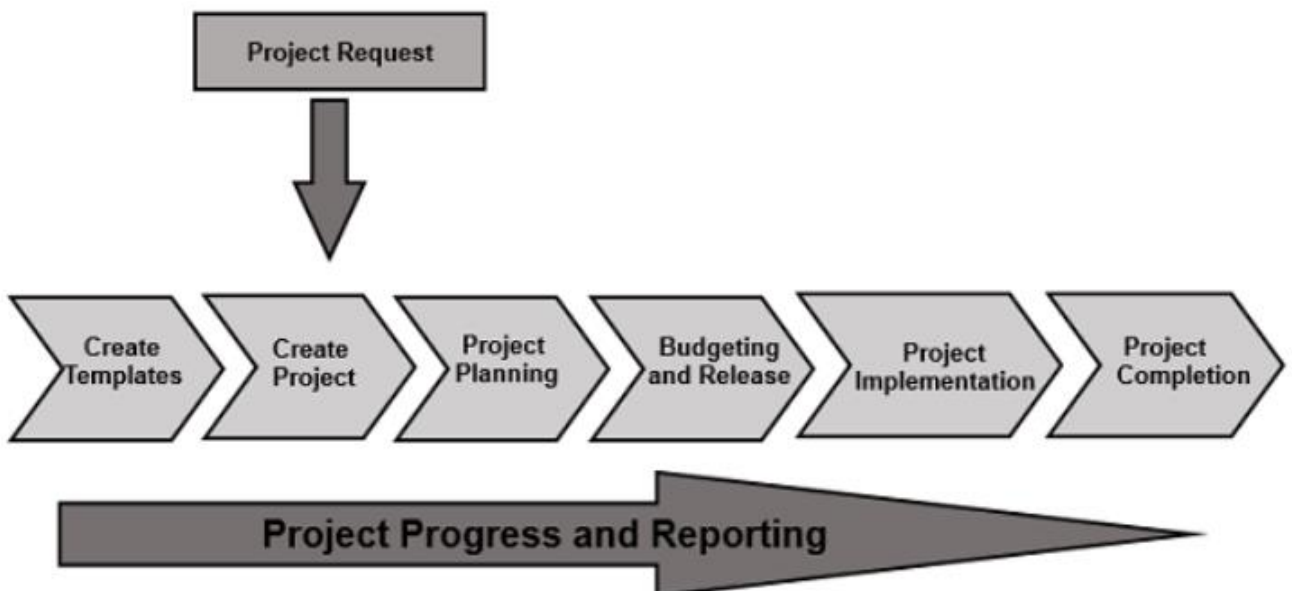 Project Request
Create
Templates
Create
Project
Project
Planning
Budgeting
and Release
Project
Implementation
Project
Completion
Project Progress and Reporting